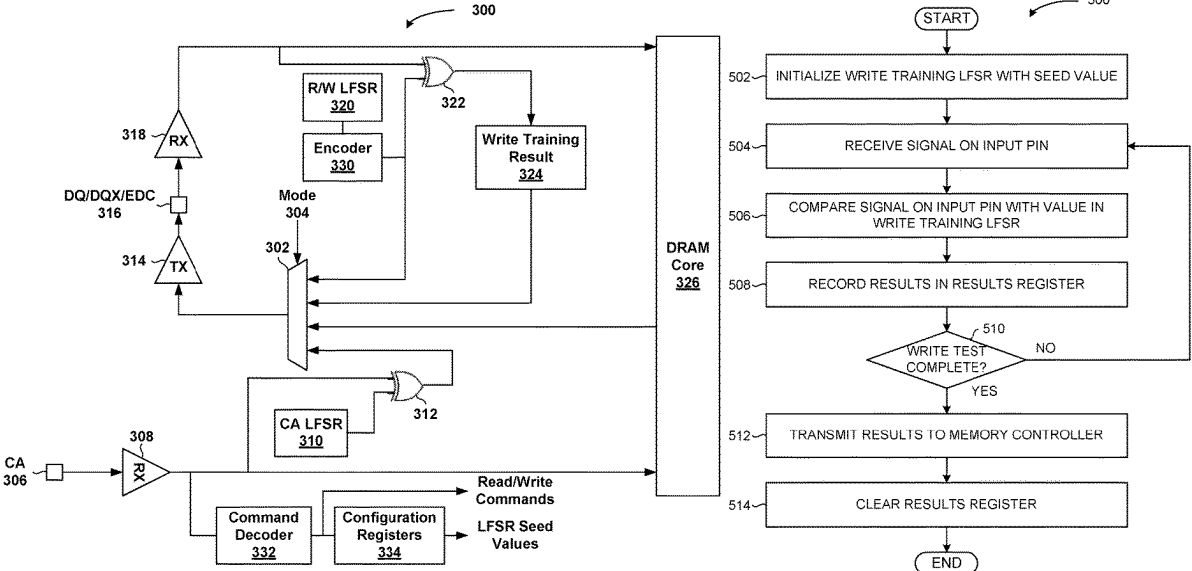 300
R/W LFSR
320
322
318
RX
Encoder
330
Write Training
Result
324
DQ/DQX/EDC
316
Mode
304
302
314
TX
DRAM
Core
326
312
CA LFSR
310
308
CA
306
RX
Read/Write
Commands
Command
Decoder
332
Configuration
Registers
334
LFSR Seed
Values
START
502
INITIALIZE WRITE TRAINING LFSR WITH SEED VALUE
504
RECEIVE SIGNAL ON INPUT PIN
506
COMPARE SIGNAL ON INPUT PIN WITH VALUE IN
WRITE TRAINING LFSR
508
RECORD RESULTS IN RESULTS REGISTER
510
WRITE TEST
COMPLETE?
NO
YES
512
TRANSMIT RESULTS TO MEMORY CONTROLLER
514
CLEAR RESULTS REGISTER
END